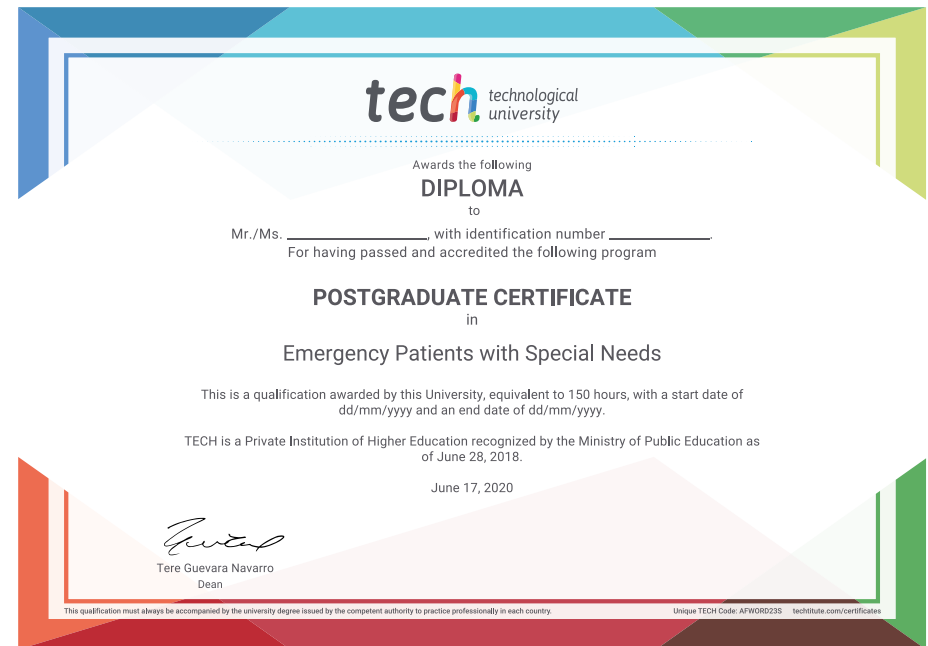 tech technological
university
Awards the following
DIPLOMA
to
Mr./Ms. ____________________, with identification number ______________.
For having passed and accredited the following program
POSTGRADUATE CERTIFICATE
in
Emergency Patients with Special Needs
This is a qualification awarded by this University, equivalent to 150 hours, with a start date of
dd/mm/yyyy and an end date of dd/mm/yyyy.
TECH is a Private Institution of Higher Education recognized by the Ministry of Public Education as
of June 28, 2018.
June 17, 2020
Tere Guevara Navarro
Dean
This qualification must always be accompanied by the university degree issued by the competent authority to practice professionally in each country.
Unique TECH Code: AFWORD23S techtitute.com/certificates